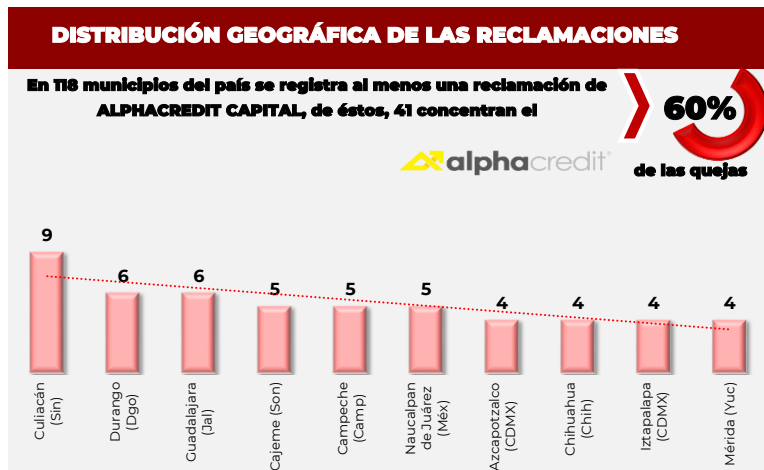 DISTRIBUCIÓN GEOGRÁFICA DE LAS RECLAMACIONES
En 118 municipios del país se registra al menos una reclamación de
ALPHACREDIT CAPITAL, de éstos, 41 concentran el
60%
de las quejas
alphacredit®
9
6
6
5
5
5
4
4
4
4
Culiacán
(Sin)
Durango
(Dgo)
Guadalajara
(Jal)
Cajeme (Son)
Campeche
(Camp)
Naucalpan
de Juárez
(Méx)
Azcapotzalco
(CDMX)
Chihuahua
(Chih)
Iztapalapa
(CDMX)
Mérida (Yuc)